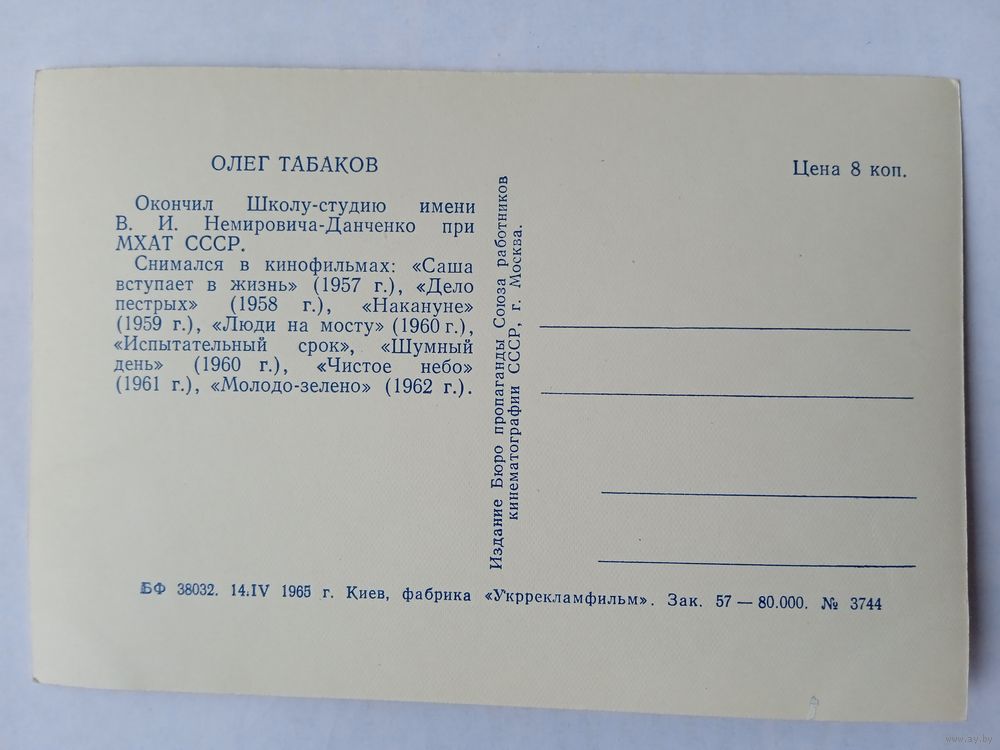 ОЛЕГ ТАБАКОВ
Окончил Школу-студию имени
В. И. Немировича-Данченко при
МХАТ СССР.
Снимался в кинофильмах: «Саша
вступает в жизнь» (1957 г.), «Дело
пестрых» (1958 г.), «Накануне»
(1959 г.), «Люди на мосту» (1960 г.),
«Испытательный срок», «Шумный
день» (1960 г.), «Чистое небо»
(1961 г.), «Молодо-зелено» (1962 г.).
Издание Бюро пропаганды Союза работников
кинематографии СССР, г. Москва.
Цена 8 коп.
БФ 38032. 14.IV 1965 г. Киев, фабрика «Укррекламфильм». Зак. 57 — 80.000. № 3744
www.ay.by